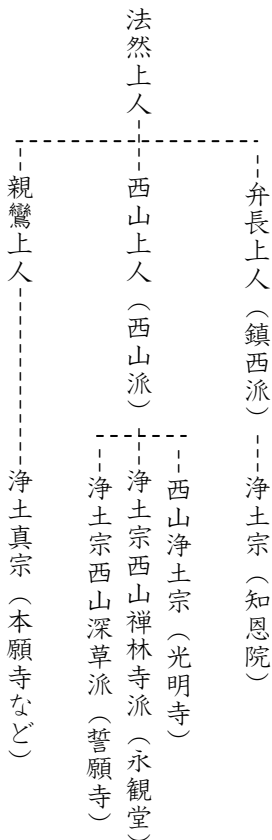 法然上人
弁長上人（鎮西派）
浄土宗（知恩院）
西山上人（西山派）
西山浄土宗（光明寺）
浄土宗西山禅林寺派（永観堂）
浄土宗西山深草派（誓願寺）
親鸞上人
浄土真宗（本願寺など）